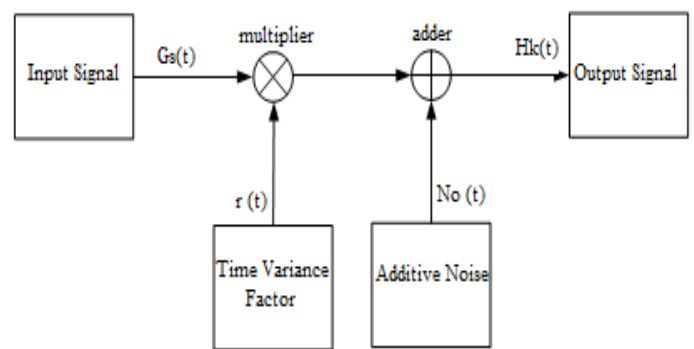 multiplier
adder
Gs(t)
Hk(t)
Input Signal
Output Signal
r (t)
No (t)
Time Variance
Factor
Additive Noise